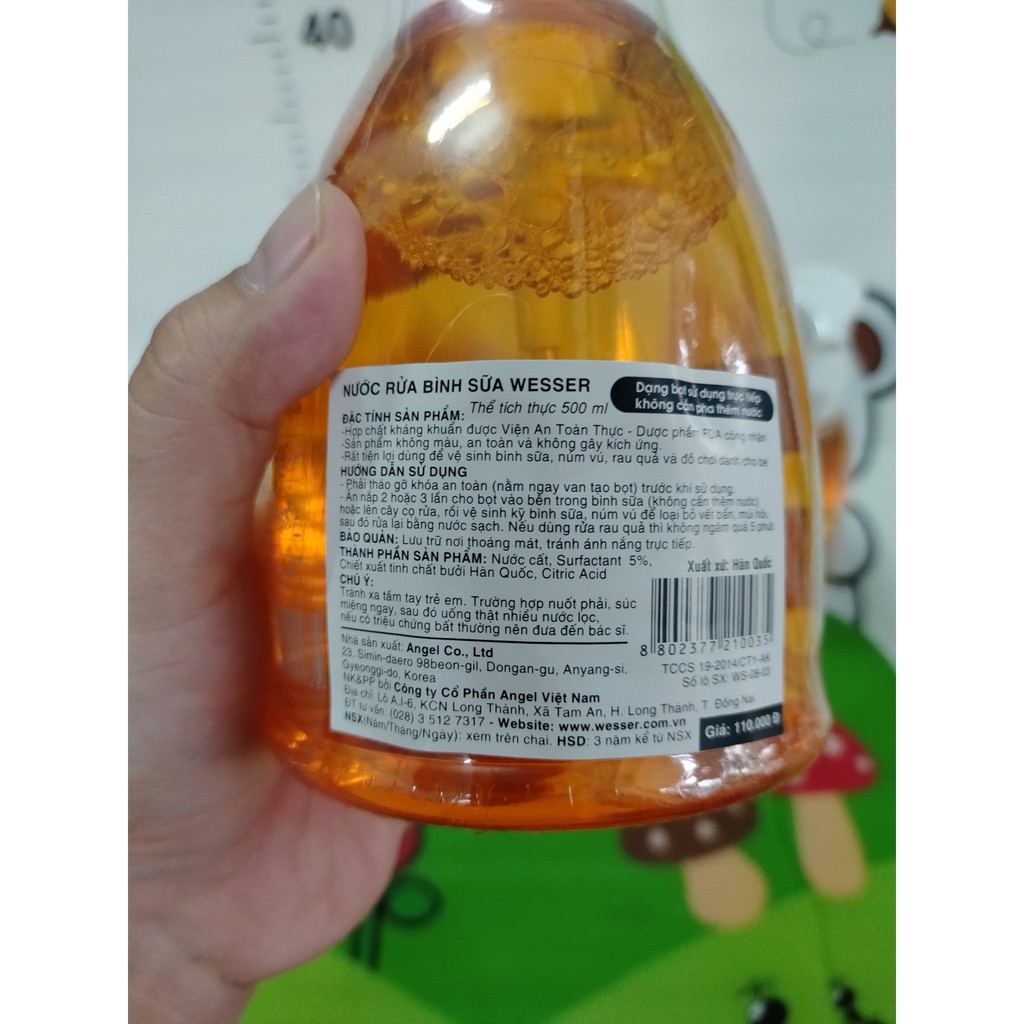 40
NƯỚC RỬA BÌNH SỮA WESSER
Dạng bọt sử dụng trực tiếp
không cần pha thêm nước
ĐẶC TÍNH SẢN PHẨM: Thể tích thực 500 ml
-Hợp chất kháng khuẩn được Viện An Toàn Thực - Dược phẩm FDA công nhận
-Sản phẩm không màu, an toàn và không gây kích ứng.
-Rất tiện lợi dùng để vệ sinh bình sữa, núm vú, rau quả và đồ chơi dành cho bé
HƯỚNG DẪN SỬ DỤNG
- Phải tháo gỡ khóa an toàn (nằm ngay van tạo bọt) trước khi sử dụng.
- Ấn nắp 2 hoặc 3 lần cho bọt vào bên trong bình sữa (không cần thêm nước)
hoặc lên cây cọ rửa, rồi vệ sinh kỹ bình sữa, núm vú để loại bỏ vết bẩn, mùi hôi,
sau đó rửa lại bằng nước sạch. Nếu dùng rửa rau quả thì không ngâm quá 5 phút
BẢO QUẢN: Lưu trữ nơi thoáng mát, tránh ánh nắng trực tiếp.
THÀNH PHẦN SẢN PHẨM: Nước cất, Surfactant 5%,
Chiết xuất tinh chất bưởi Hàn Quốc, Citric Acid
Xuất xứ: Hàn Quốc
CHÚ Ý:
Tránh xa tầm tay trẻ em. Trường hợp nuốt phải, súc
miệng ngay, sau đó uống thật nhiều nước lọc,
nếu có triệu chứng bất thường nên đưa đến bác sĩ.
8 802377 210035
TCCS 19-2014/CTY-AK
Số lô SX: WS-06-03
Nhà sản xuất: Angel Co., Ltd
23, Simin-daero 98beon-gil, Dongan-gu, Anyang-si,
Gyeonggi-do, Korea
NK&PP bởi Công ty Cổ Phần Angel Việt Nam
Địa chỉ: Lô A.I-6, KCN Long Thành, Xã Tam An, H. Long Thành, T. Đồng Nai
ĐT tư vấn: (028) 3 512 7317 - Website: www.wesser.com.vn
NSX(Năm/Tháng/Ngày): xem trên chai. HSD: 3 năm kể từ NSX
Giá: 110.000 Đ